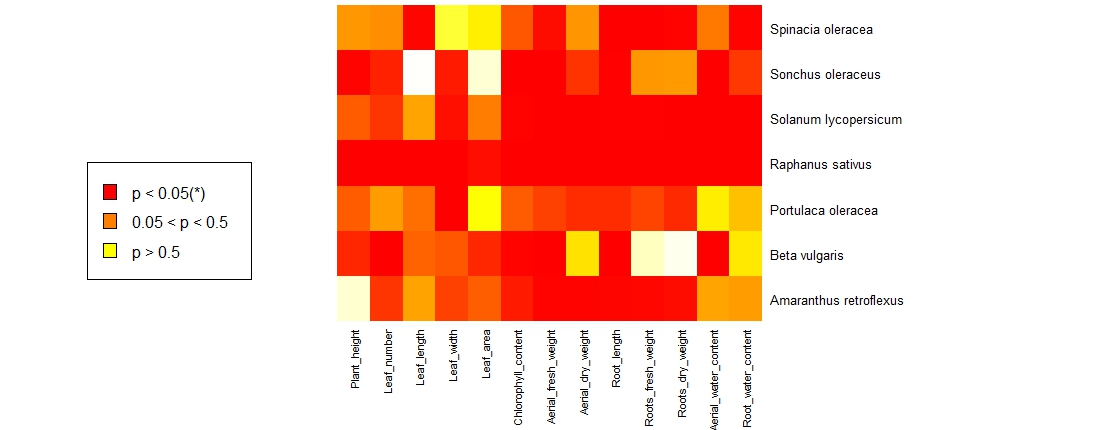 Spinacia oleracea
Sonchus oleraceus
Solanum lycopersicum
Raphanus sativus
Portulaca oleracea
Beta vulgaris
Amaranthus retroflexus
p < 0.05(*)
0.05 < p < 0.5
p > 0.5
Plant_height
Leaf_number
Leaf_length
Leaf_width
Leaf_area
Chlorophyll_content
Aerial_fresh_weight
Aerial_dry_weight
Root_length
Roots_fresh_weight
Roots_dry_weight
Aerial_water_content
Root_water_content